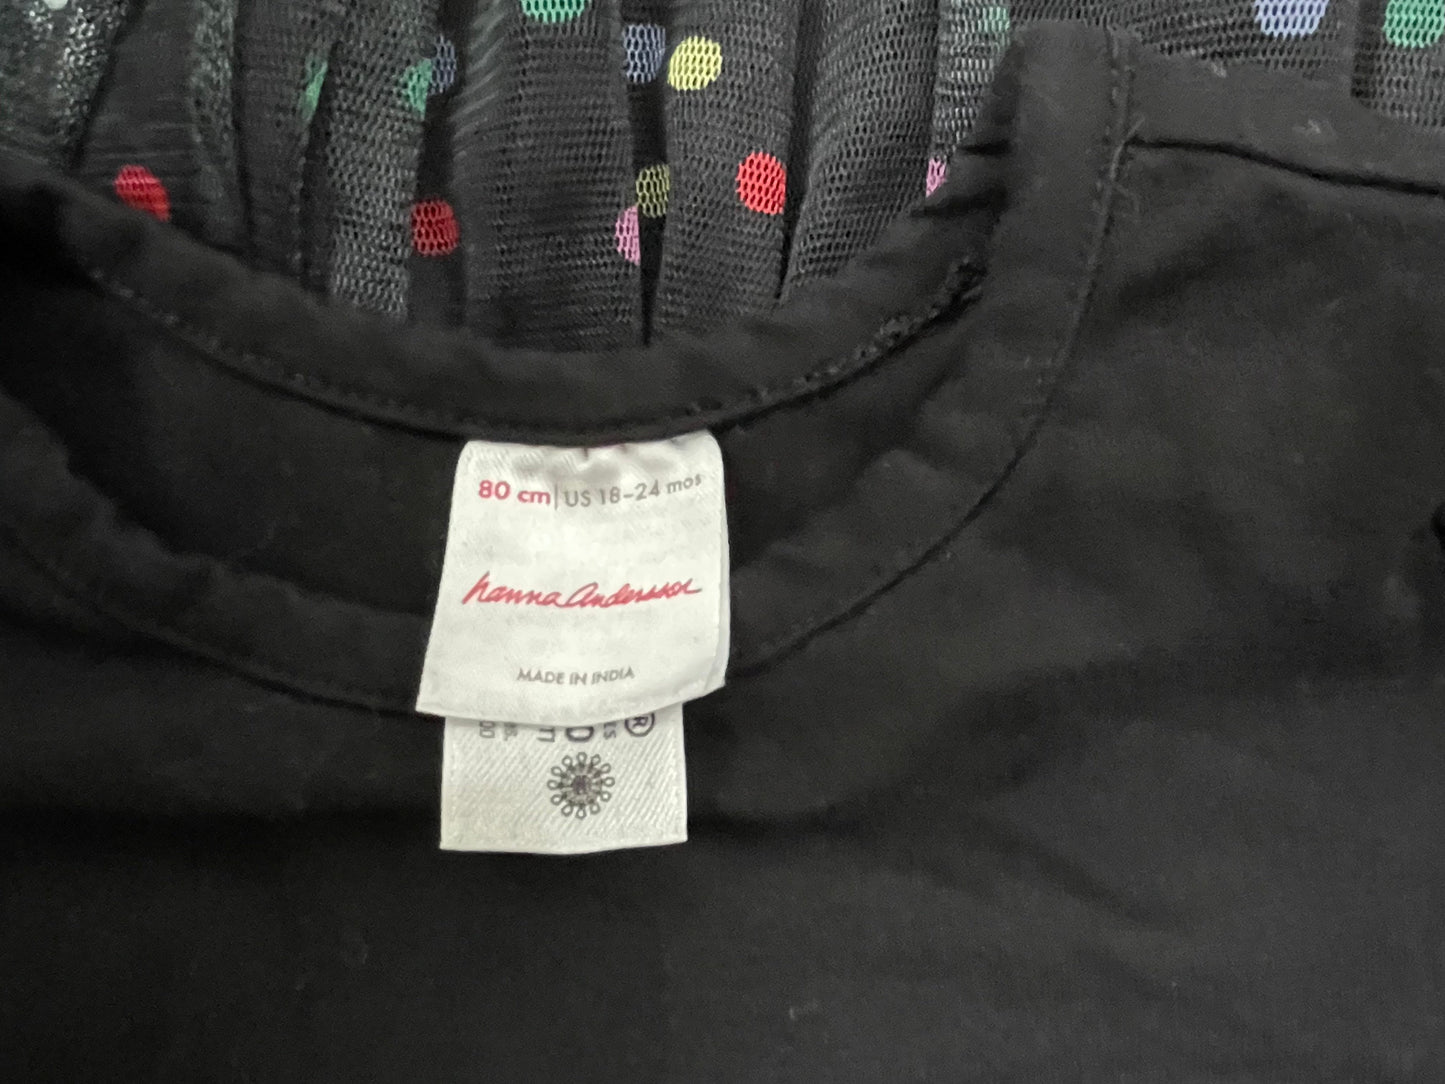 80 cm | US 18-24 mos
hanna andersson
MADE IN INDIA
®